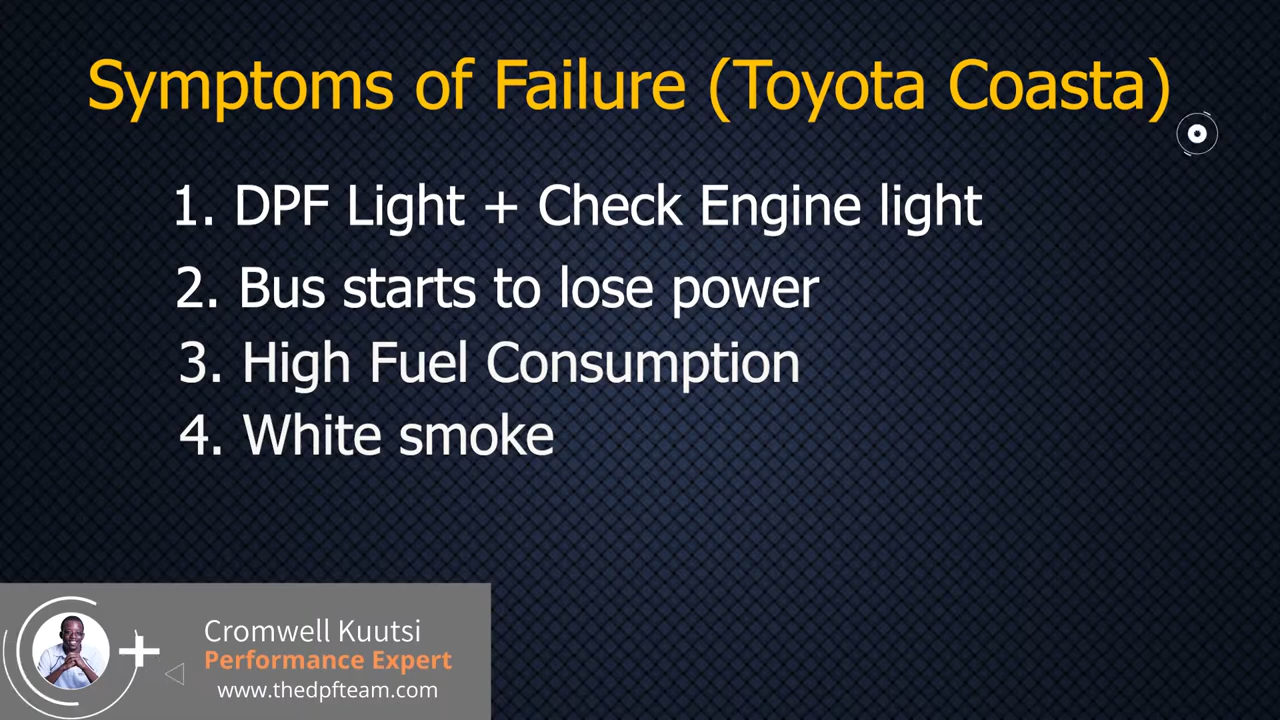 Symptoms of Failure (Toyota Coasta)
1. DPF Light + Check Engine light
2. Bus starts to lose power
3. High Fuel Consumption
4. White smoke
Cromwell Kuutsi
Performance Expert
www.thedpfteam.com